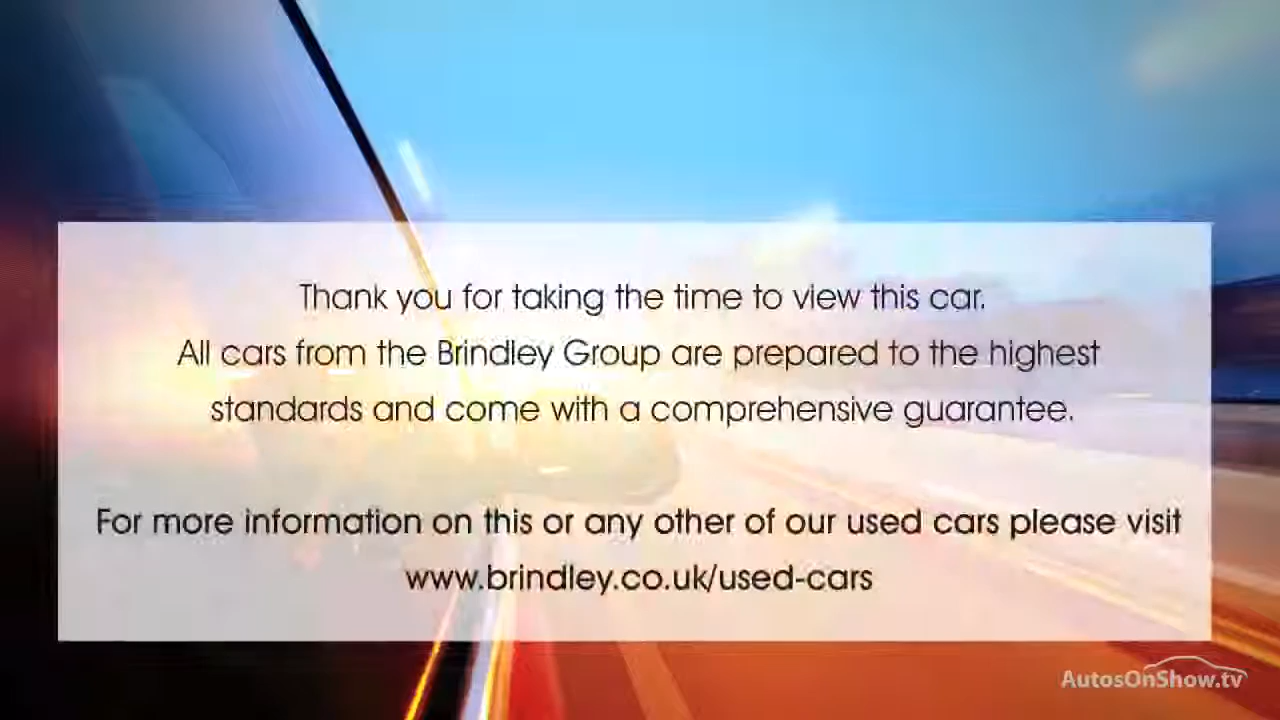 Thank you for taking the time to view this car.
All cars from the Brindley Group are prepared to the highest
standards and come with a comprehensive guarantee.
For more information on this or any other of our used cars please visit
www.brindley.co.uk/used-cars
AutosOnShow.tv